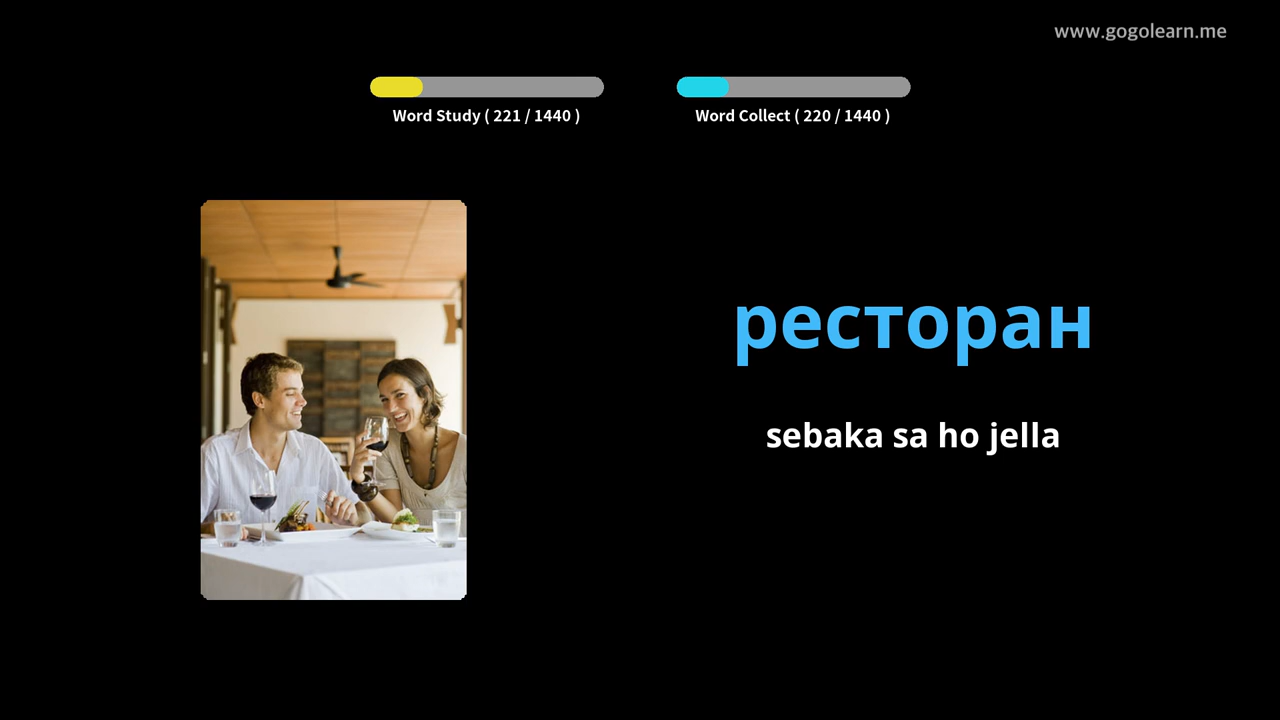 www.gogolearn.me
Word Study ( 221 / 1440 )
Word Collect ( 220 / 1440 )
ресторан
sebaka sa ho jella